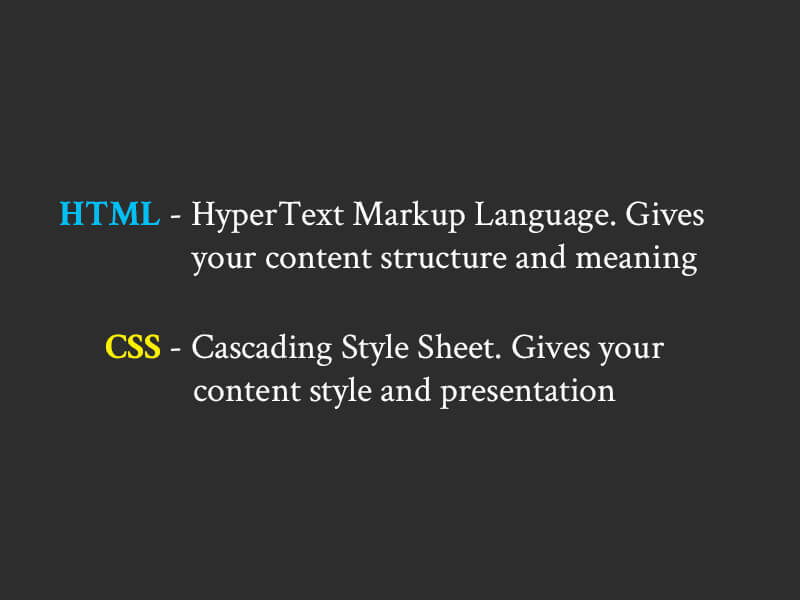 HTML - HyperText Markup Language. Gives
your content structure and meaning
CSS - Cascading Style Sheet. Gives your
content style and presentation